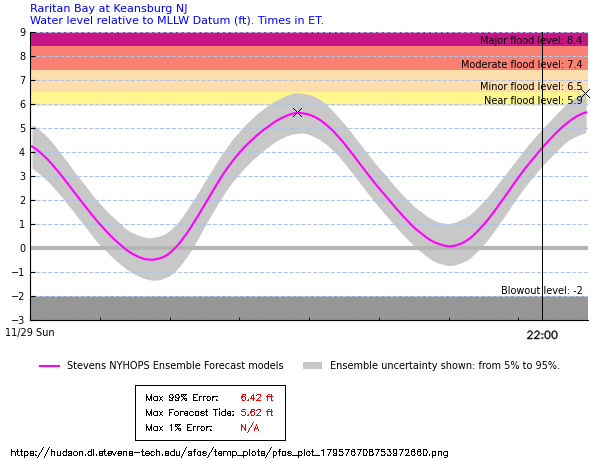 Raritan Bay at Keansburg NJ
Water level relative to MLLW Datum (ft). Times in ET.
9
Major flood level: 8.4
8
Moderate flood level: 7.4
7
Minor flood level: 6.5
6
Near flood level: 5.9
5
4
3
2
1
0
−1
Blowout level: -2
−2
−3
11/29 Sun
22:00
Stevens NYHOPS Ensemble Forecast models
Ensemble uncertainty shown: from 5% to 95%.
Max 99% Error: 6.42 ft
Max Forecast Tide: 5.62 ft
Max 1% Error: N/A
https://hudson.dl.stevens-tech.edu/sfas/temp_plots/pfas_plot_1795767087539726​60.png